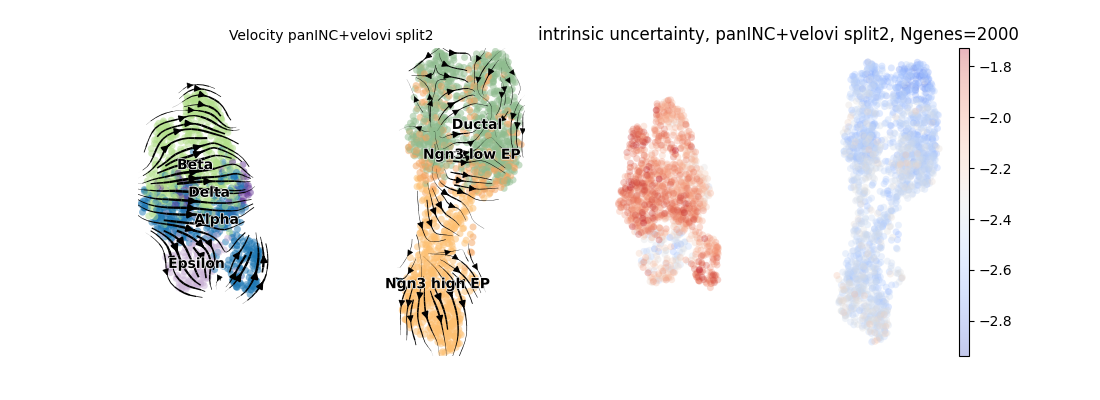 Velocity panINC+velovi split2
Beta
Delta
Alpha
Epsilon
Ductal
Ngn3 low EP
Ngn3 high EP
intrinsic uncertainty, panINC+velovi split2, Ngenes=2000
−1.8
−2.0
−2.2
−2.4
−2.6
−2.8